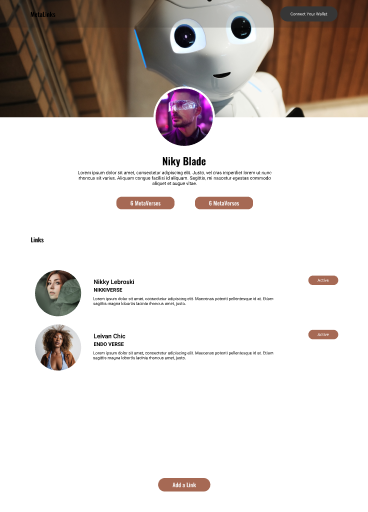 MetaLinks
Connect Your Wallet
Niky Blade
Lorem ipsum dolor sit amet, consectetur adipiscing elit. Justo, vel cras imperdiet lorem ut nunc
rhoncus sit varius. Aliquam congue facilisi id aliquam. Sagittis, mi nascetur egestas commodo
aliquet et augue vitae.
6 MetaVerses
6 MetaVerses
Links
Nikky Lebroski
NIKKIVERSE
Lorem ipsum dolor sit amet, consectetur adipiscing elit. Maecenas potenti pellentesque id et. Etiam
sagittis magna lobortis lacinia rhoncus amet, justo.
Active
Leivan Chic
ENDO VERSE
Lorem ipsum dolor sit amet, consectetur adipiscing elit. Maecenas potenti pellentesque id et. Etiam
sagittis magna lobortis lacinia rhoncus amet, justo.
Active
Add a Link